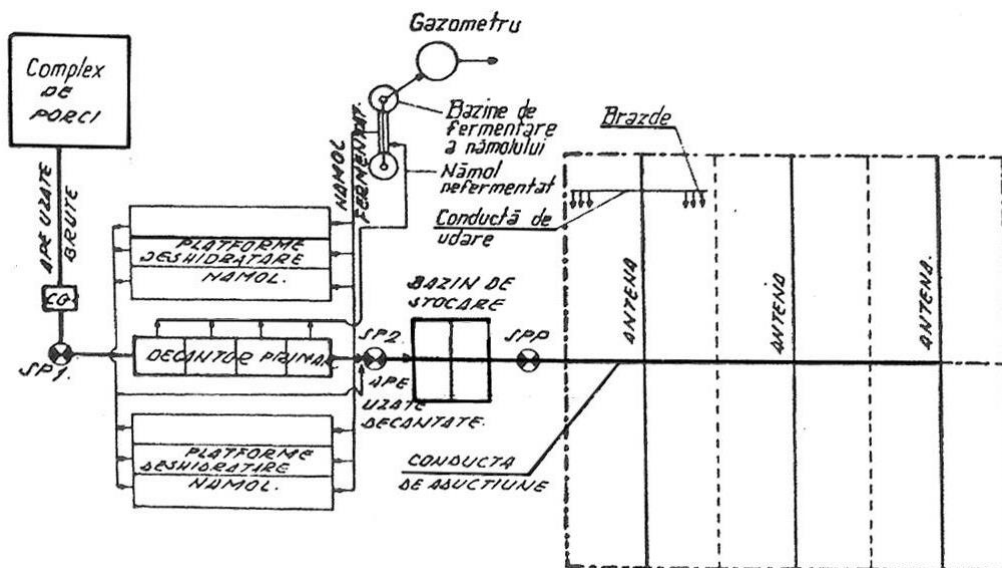 Gazometru
Complex
DE
PORCI
Bazine de
fermentare
a nămolului
Nămol
nefermentat
NAMOL
FERMENTAT.
Brazde
Conductă de
udare
APE UZATE
BRUTE
PLATFORME
DESHIDRATARE
NAMOL.
CG
SP1.
DECANTOR PRIMAR
SP2
APE
UZATE
DECANTATE.
BAZIN DE
STOCARE
SPP
ANTENA
ANTENA
ANTENA.
PLATFORME
DESHIDRATARE
NAMOL.
CONDUCTA
DE ADUCTIUNE